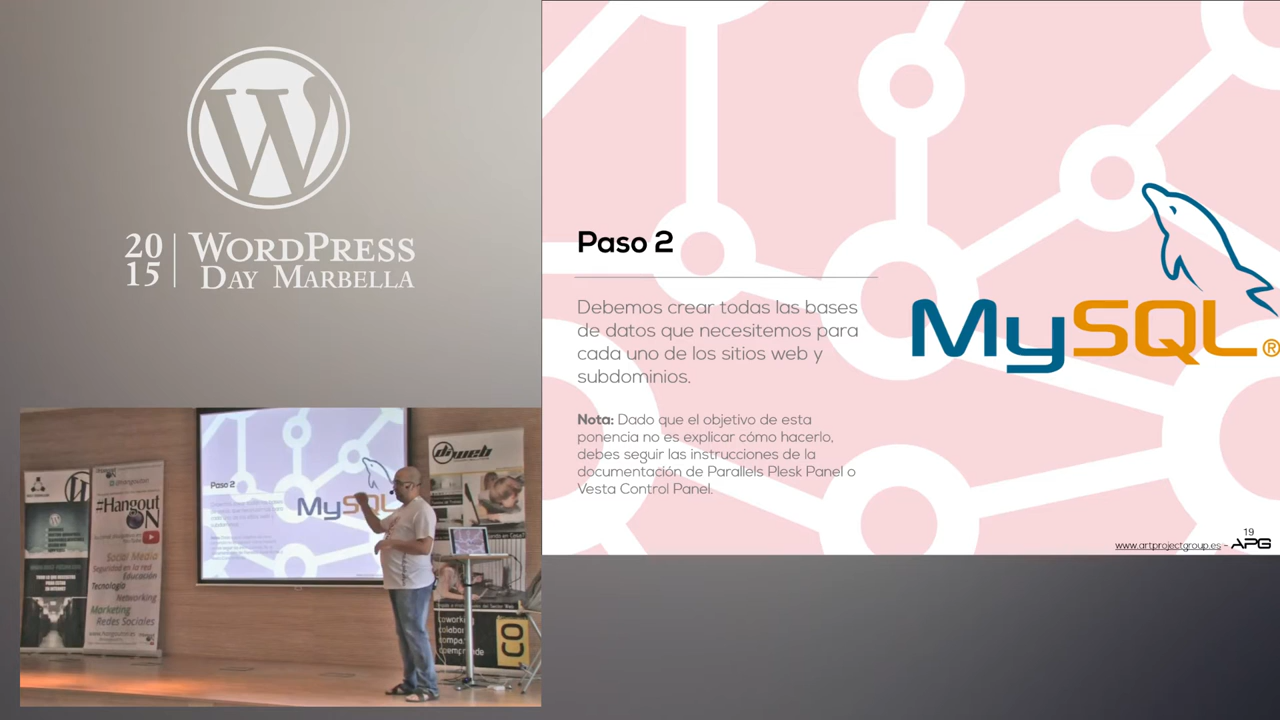 20
15
WORDPRESS
DAY MARBELLA
Paso 2
Debemos crear todas las bases
de datos que necesitemos para
cada uno de los sitios web y
subdominios.
Nota: Dado que el objetivo de esta
ponencia no es explicar cómo hacerlo,
debes seguir las instrucciones de la
documentación de Parallels Plesk Panel o
Vesta Control Panel.
MySQL®
19
www.artprojectgroup.es - APG
Paso 2
MySQL
#Hangout
ON
Social Media
Seguridad en la red
Educación
Tecnología
Networking
Marketing
Redes Sociales
diweb
CO